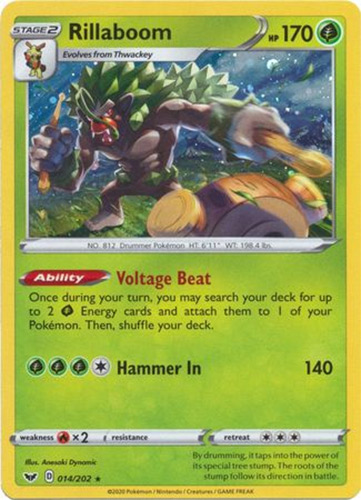 STAGE2 Rillaboom HP 170
Evolves from Thwackey
NO. 812 Drummer Pokémon HT: 6'11" WT: 198.4 lbs.
Ability Voltage Beat
Once during your turn, you may search your deck for up
to 2 Energy cards and attach them to 1 of your
Pokémon. Then, shuffle your deck.
Hammer In 140
weakness ×2 resistance retreat
Illus. Anesaki Dynamic
D 014/202 ★
By drumming, it taps into the power of
its special tree stump. The roots of the
stump follow its direction in battle.
©2020 Pokémon / Nintendo / Creatures / GAME FREAK